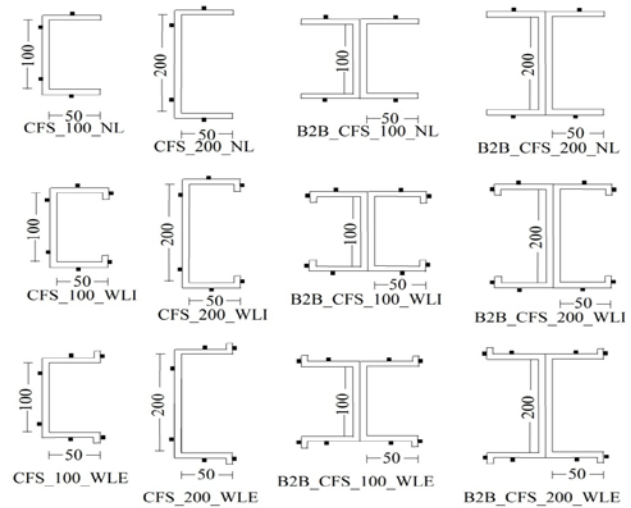 100
50
CFS_100_NL
200
50
CFS_200_NL
100
50
B2B_CFS_100_NL
200
50
B2B_CFS_200_NL
100
50
CFS_100_WLI
200
50
CFS_200_WLI
100
50
B2B_CFS_100_WLI
200
50
B2B_CFS_200_WLI
100
50
CFS_100_WLE
200
50
CFS_200_WLE
100
50
B2B_CFS_100_WLE
200
50
B2B_CFS_200_WLE